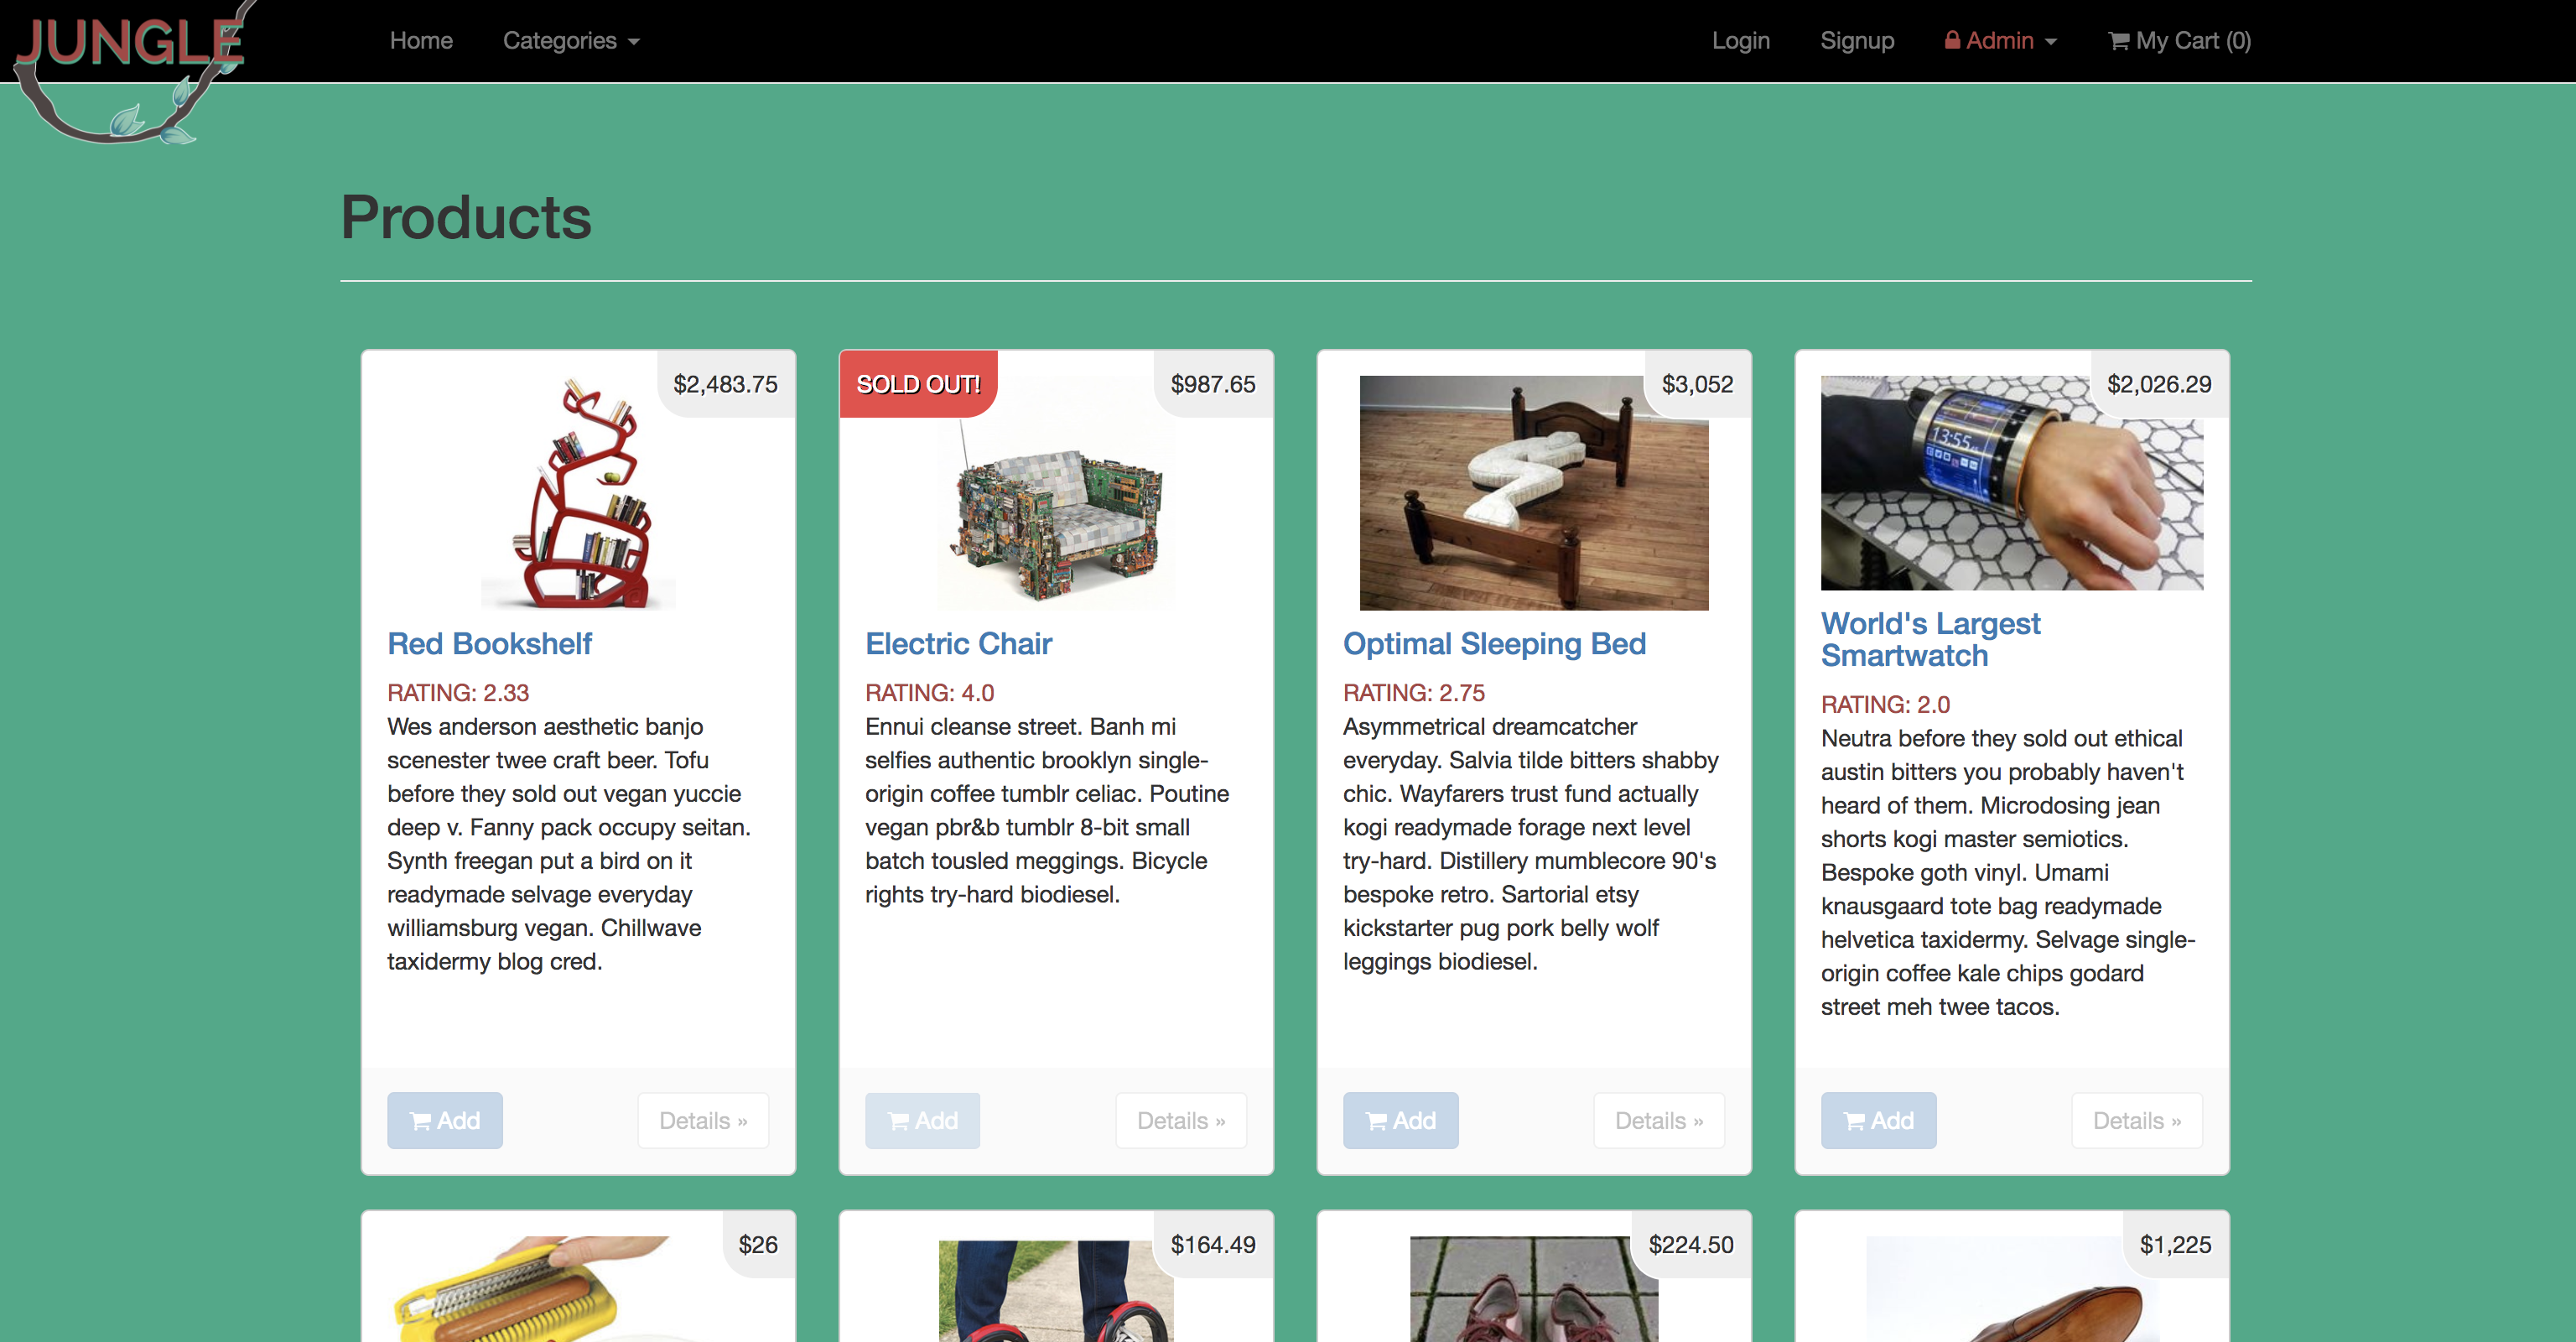 JUNGLE
Home Categories Login Signup Admin My Cart (0)
Products
$2,483.75
Red Bookshelf
RATING: 2.33
Wes anderson aesthetic banjo
scenester twee craft beer. Tofu
before they sold out vegan yuccie
deep v. Fanny pack occupy seitan.
Synth freegan put a bird on it
readymade selvage everyday
williamsburg vegan. Chillwave
taxidermy blog cred.
Add Details »
SOLD OUT! $987.65
Electric Chair
RATING: 4.0
Ennui cleanse street. Banh mi
selfies authentic brooklyn single-
origin coffee tumblr celiac. Poutine
vegan pbr&b tumblr 8-bit small
batch tousled meggings. Bicycle
rights try-hard biodiesel.
Add Details »
$3,052
Optimal Sleeping Bed
RATING: 2.75
Asymmetrical dreamcatcher
everyday. Salvia tilde bitters shabby
chic. Wayfarers trust fund actually
kogi readymade forage next level
try-hard. Distillery mumblecore 90's
bespoke retro. Sartorial etsy
kickstarter pug pork belly wolf
leggings biodiesel.
Add Details »
$2,026.29
13:55
World's Largest
Smartwatch
RATING: 2.0
Neutra before they sold out ethical
austin bitters you probably haven't
heard of them. Microdosing jean
shorts kogi master semiotics.
Bespoke goth vinyl. Umami
knausgaard tote bag readymade
helvetica taxidermy. Selvage single-
origin coffee kale chips godard
street meh twee tacos.
Add Details »
$26
$164.49
$224.50
$1,225